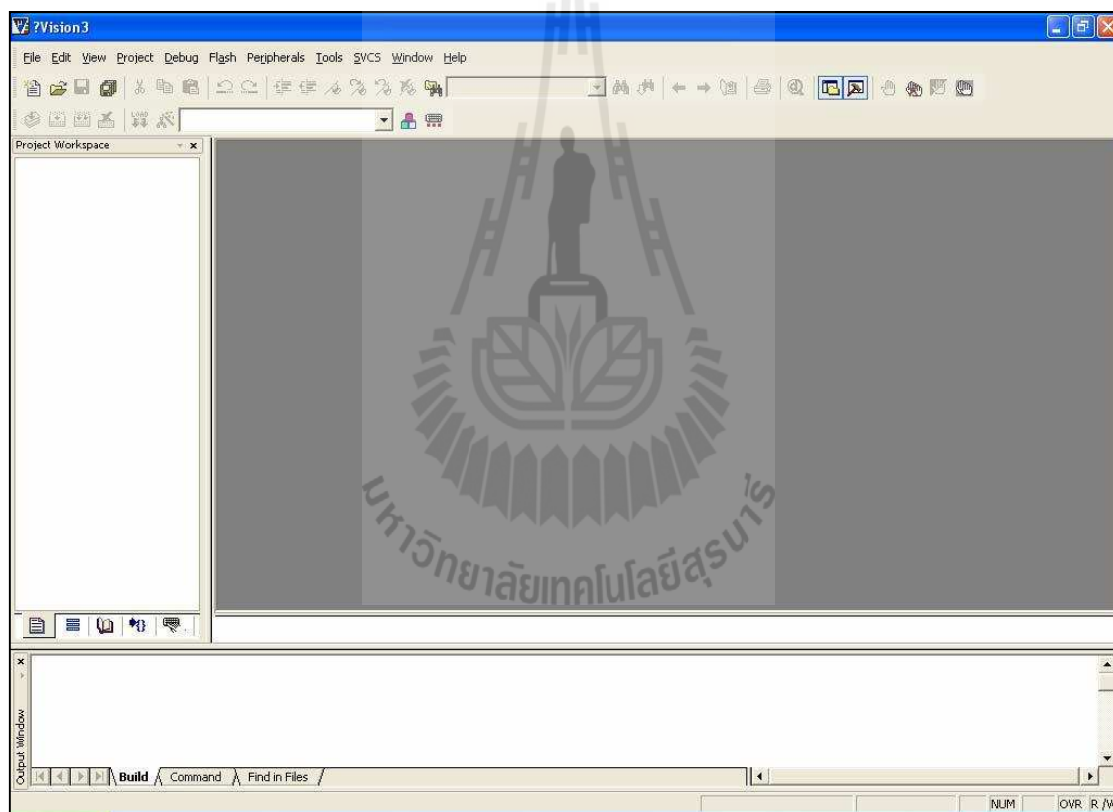 ?Vision3
File Edit View Project Debug Flash Peripherals Tools SVCS Window Help
LOAD
Project Workspace
มหาวิทยาลัยเทคโนโลยีสุรนารี
Output Window
Build Command Find in Files
NUM OVR R/W